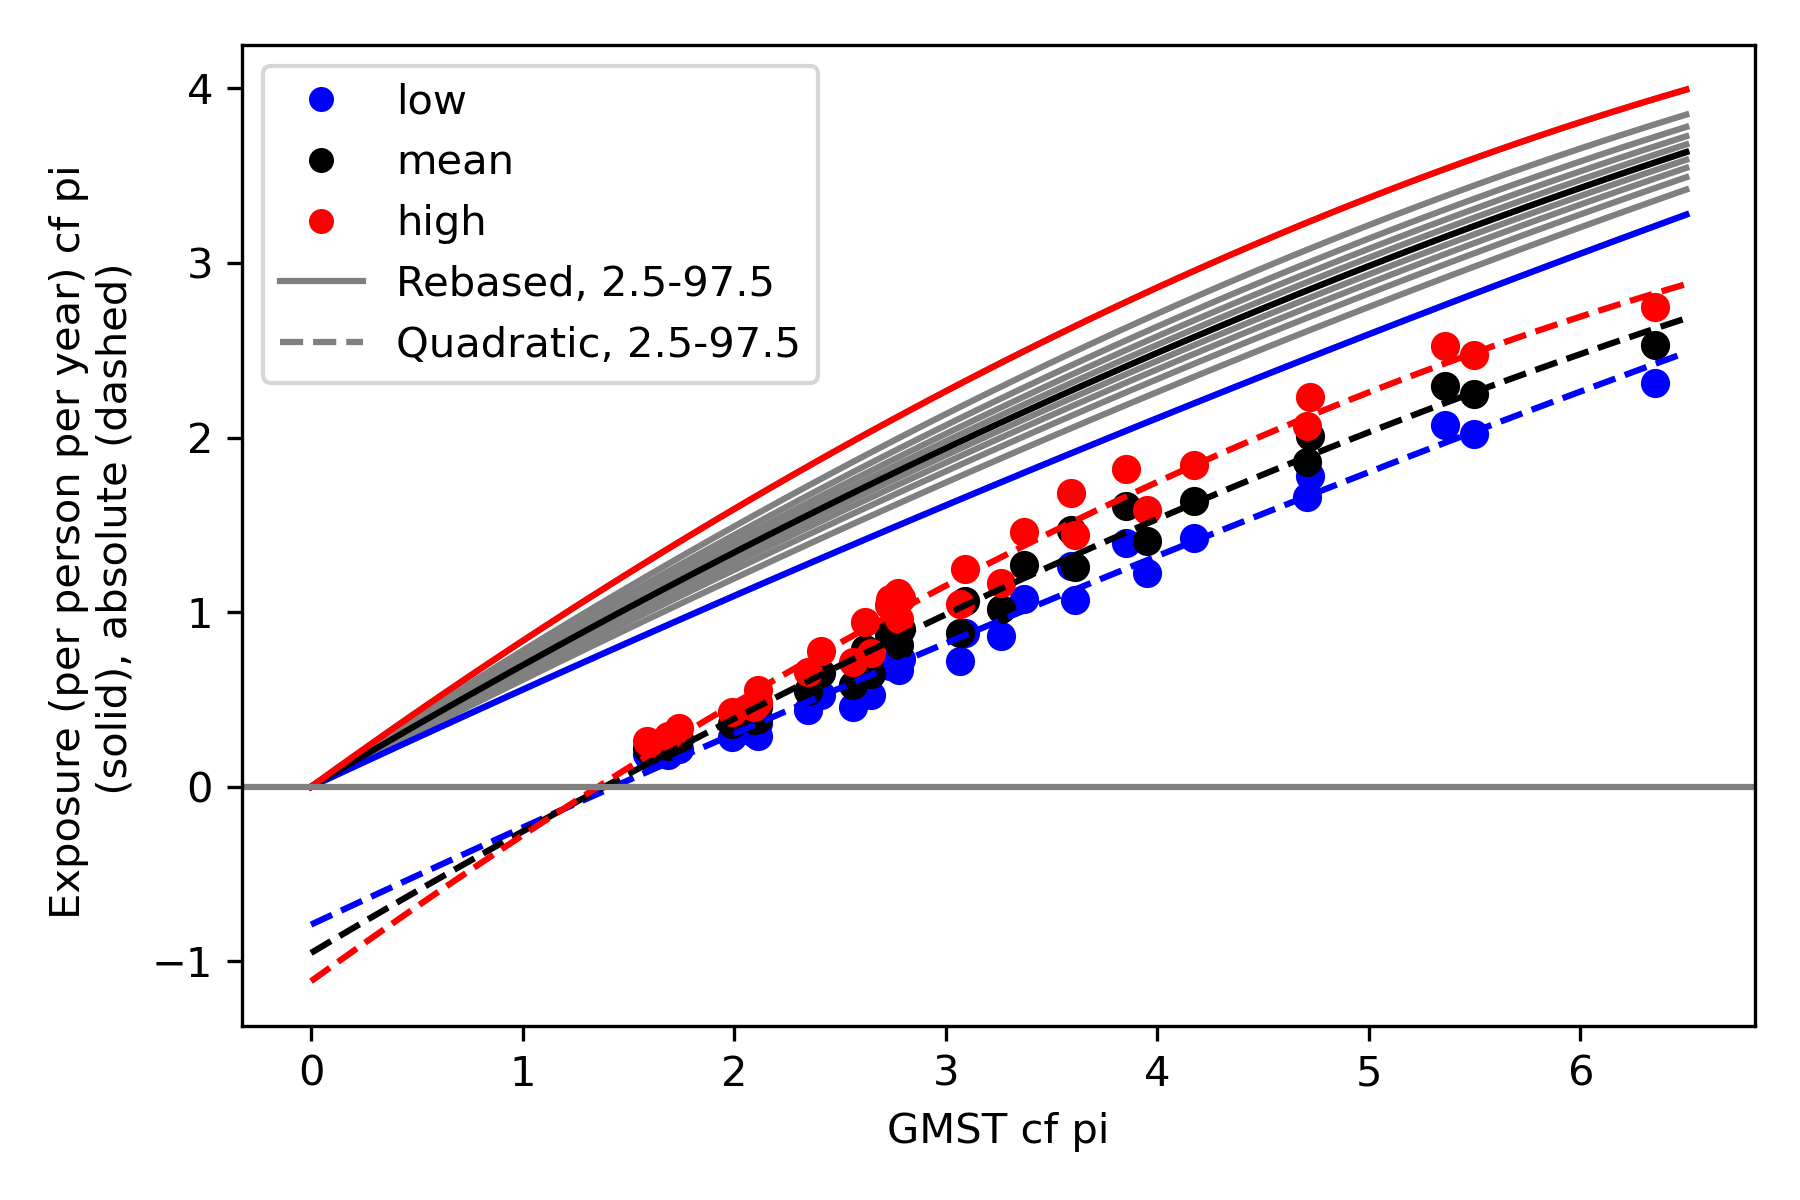 low
mean
high
Rebased, 2.5-97.5
Quadratic, 2.5-97.5
4
3
2
1
0
−1
0 1 2 3 4 5 6
GMST cf pi
Exposure (per person per year) cf pi
(solid), absolute (dashed)